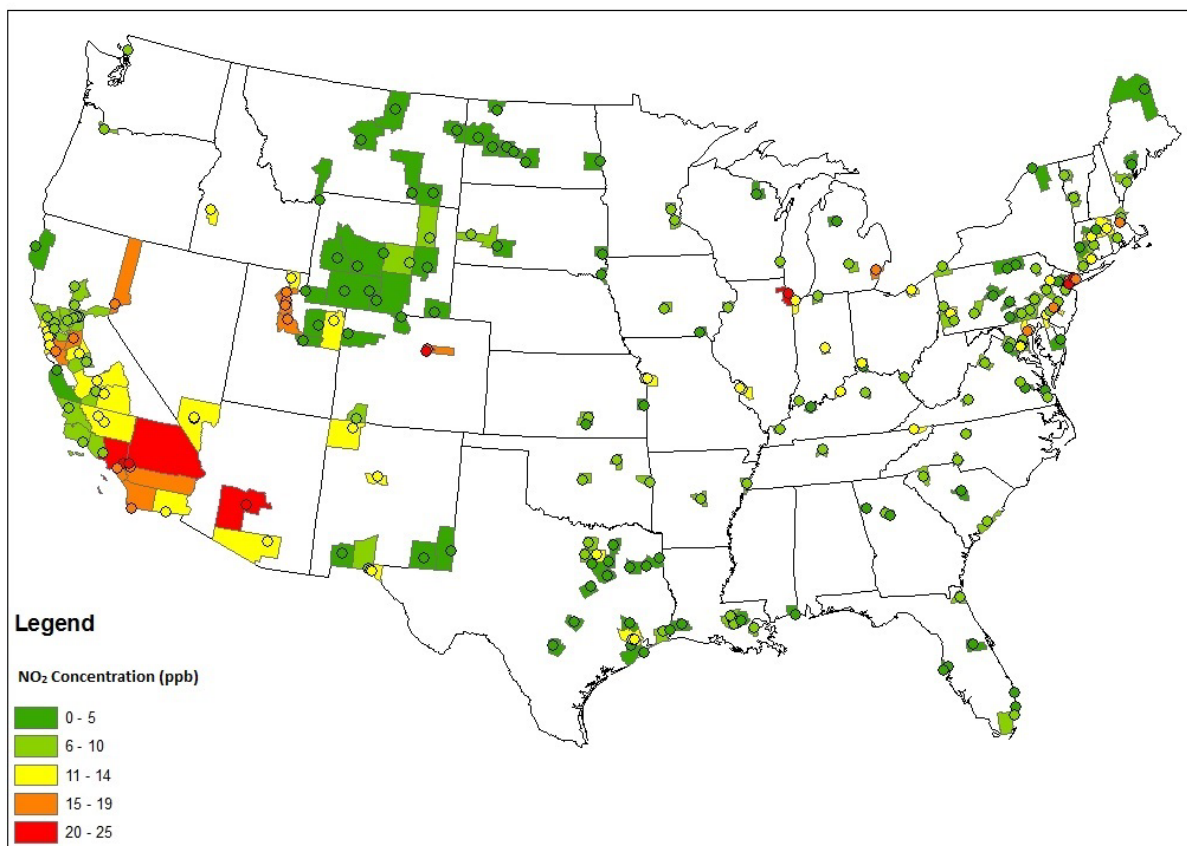 Legend
NO₂ Concentration (ppb)
0 - 5
6 - 10
11 - 14
15 - 19
20 - 25